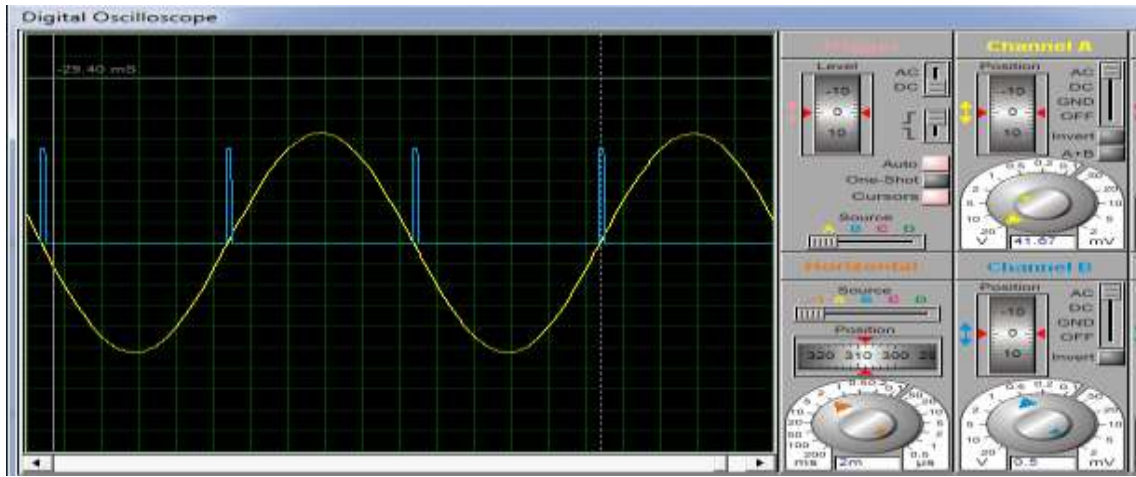 Digital Oscilloscope
-29.40 mS
Trigger
Level
AC
DC
-10
0
10
Auto
One-Shot
Cursors
Source
A B C D
Channel A
Position
AC
DC
GND
OFF
-10
0
10
Invert
A+B
V 41.67 mV
Horizontal
Source
A B C D
Position
320 310 300
ms 2m µs
Channel B
Position
AC
DC
GND
OFF
-10
0
10
Invert
V 0.5 mV